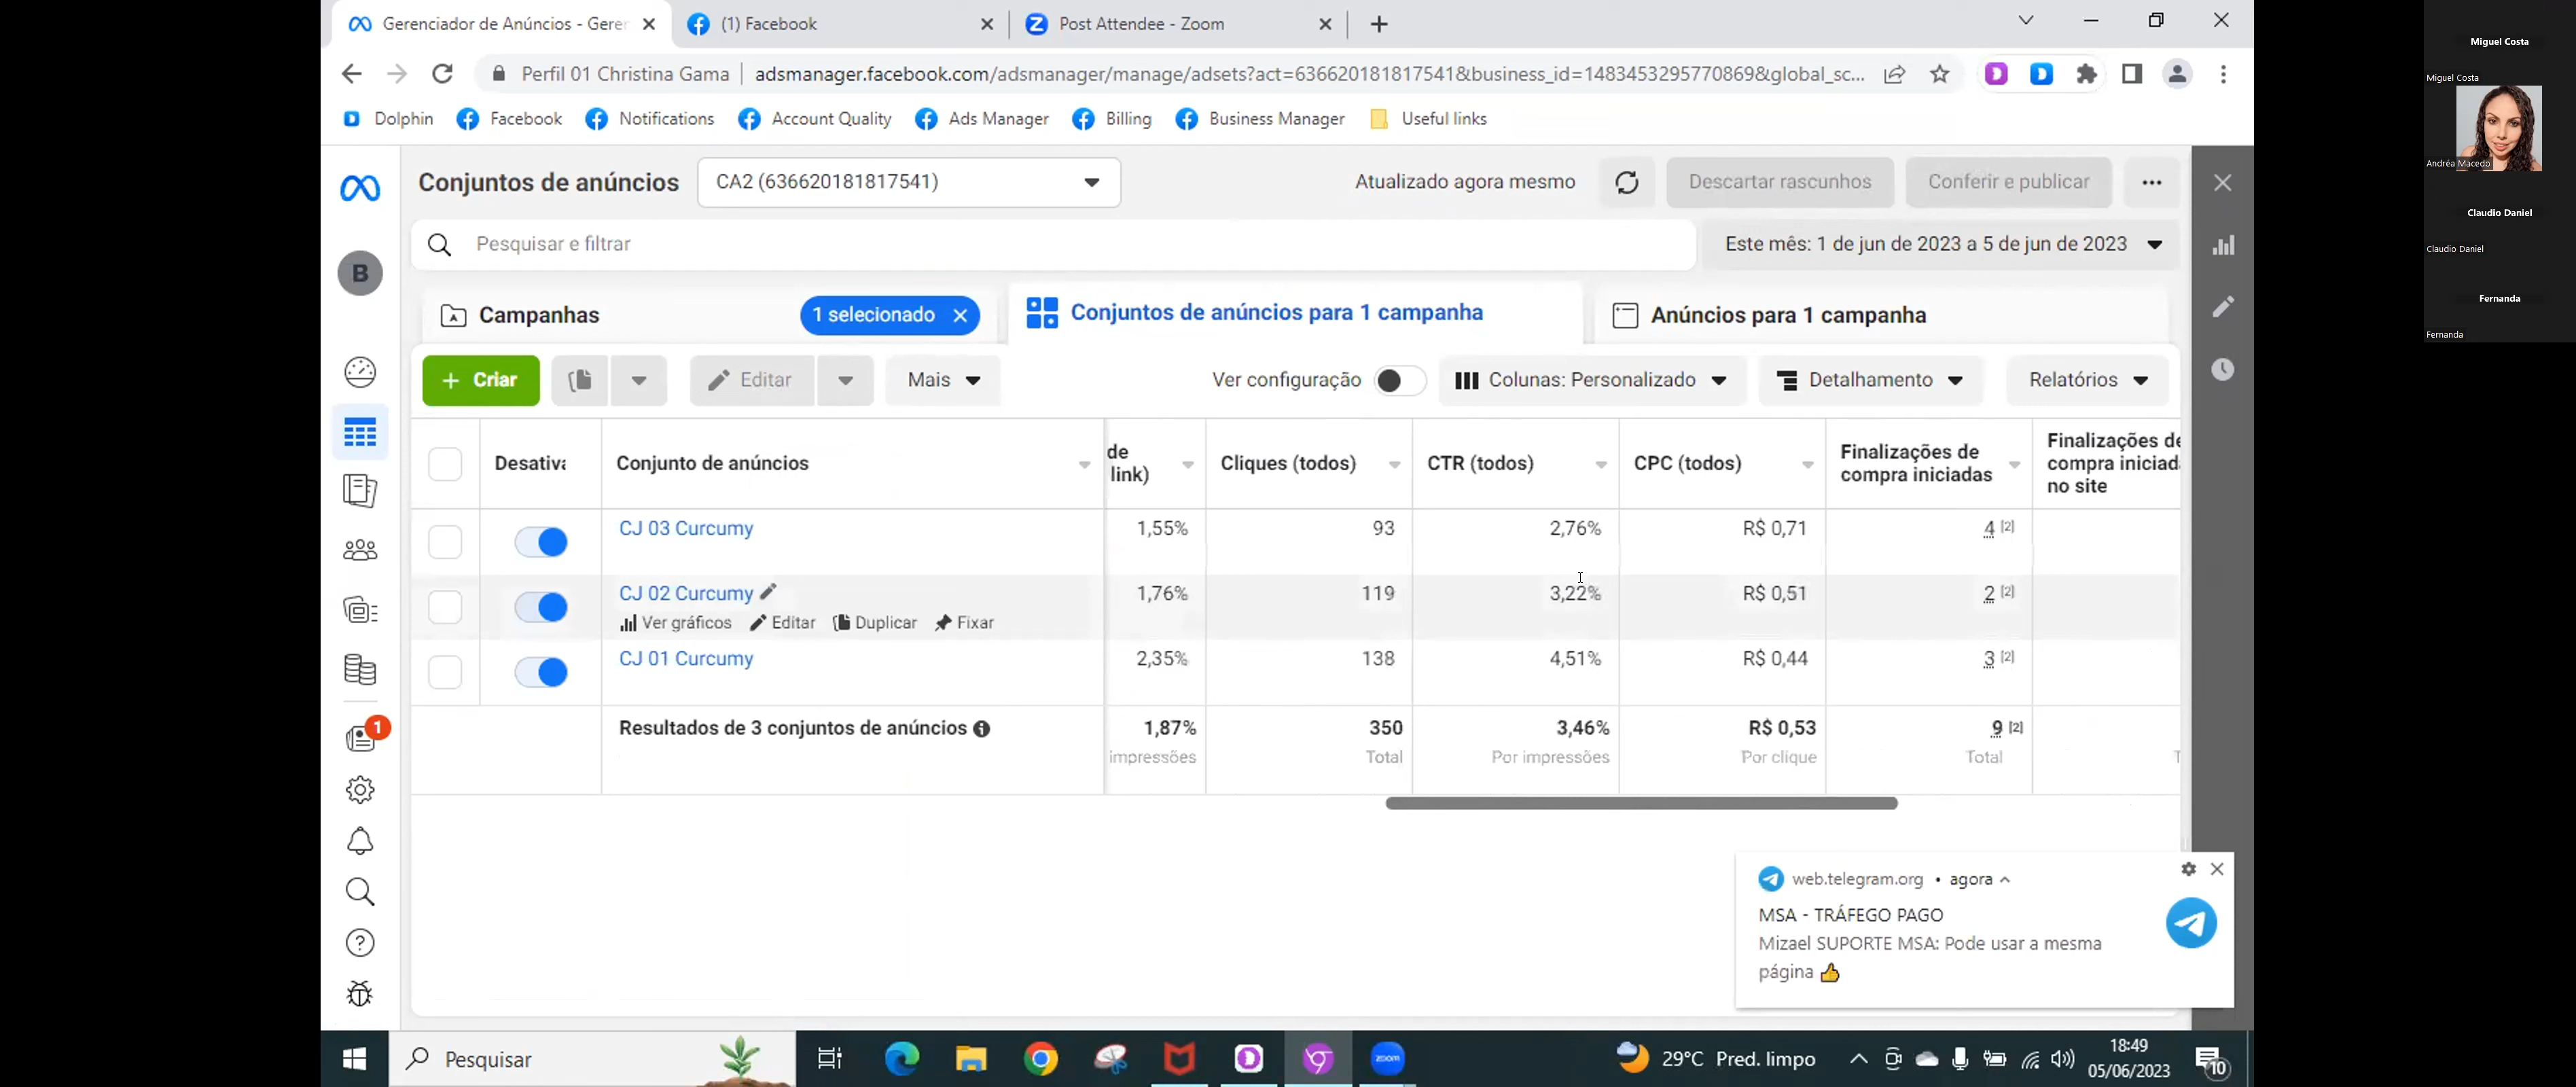 Gerenciador de Anúncios - Geren
(1) Facebook
Post Attendee - Zoom
Perfil 01 Christina Gama
adsmanager.facebook.com/adsmanager/manage/adsets?act=636620181817541&business_id=1483453295770869&global_sc...
Dolphin
Facebook
Notifications
Account Quality
Ads Manager
Billing
Business Manager
Useful links
Conjuntos de anúncios
CA2 (636620181817541)
Atualizado agora mesmo
Descartar rascunhos
Conferir e publicar
B
Pesquisar e filtrar
Este mês: 1 de jun de 2023 a 5 de jun de 2023
Campanhas
1 selecionado
Conjuntos de anúncios para 1 campanha
Anúncios para 1 campanha
+ Criar
Editar
Mais
Ver configuração
Colunas: Personalizado
Detalhamento
Relatórios
Desativa
Conjunto de anúncios
de
link)
Cliques (todos)
CTR (todos)
CPC (todos)
Finalizações de
compra iniciadas
Finalizações de
compra iniciad
no site
CJ 03 Curcumy
1,55%
93
2,76%
R$ 0,71
4 [2]
CJ 02 Curcumy
1,76%
119
3,22%
R$ 0,51
2 [2]
Ver gráficos
Editar
Duplicar
Fixar
CJ 01 Curcumy
2,35%
138
4,51%
R$ 0,44
3 [2]
Resultados de 3 conjuntos de anúncios
1,87%
350
3,46%
R$ 0,53
9 [2]
impressões
Total
Por impressões
Por clique
Total
1
web.telegram.org • agora
MSA - TRÁFEGO PAGO
Mizael SUPORTE MSA: Pode usar a mesma
página 👍
Pesquisar
zoom
29°C Pred. limpo
18:49
05/06/2023
10
Miguel Costa
Miguel Costa
Andréa Macedo
Claudio Daniel
Claudio Daniel
Fernanda
Fernanda